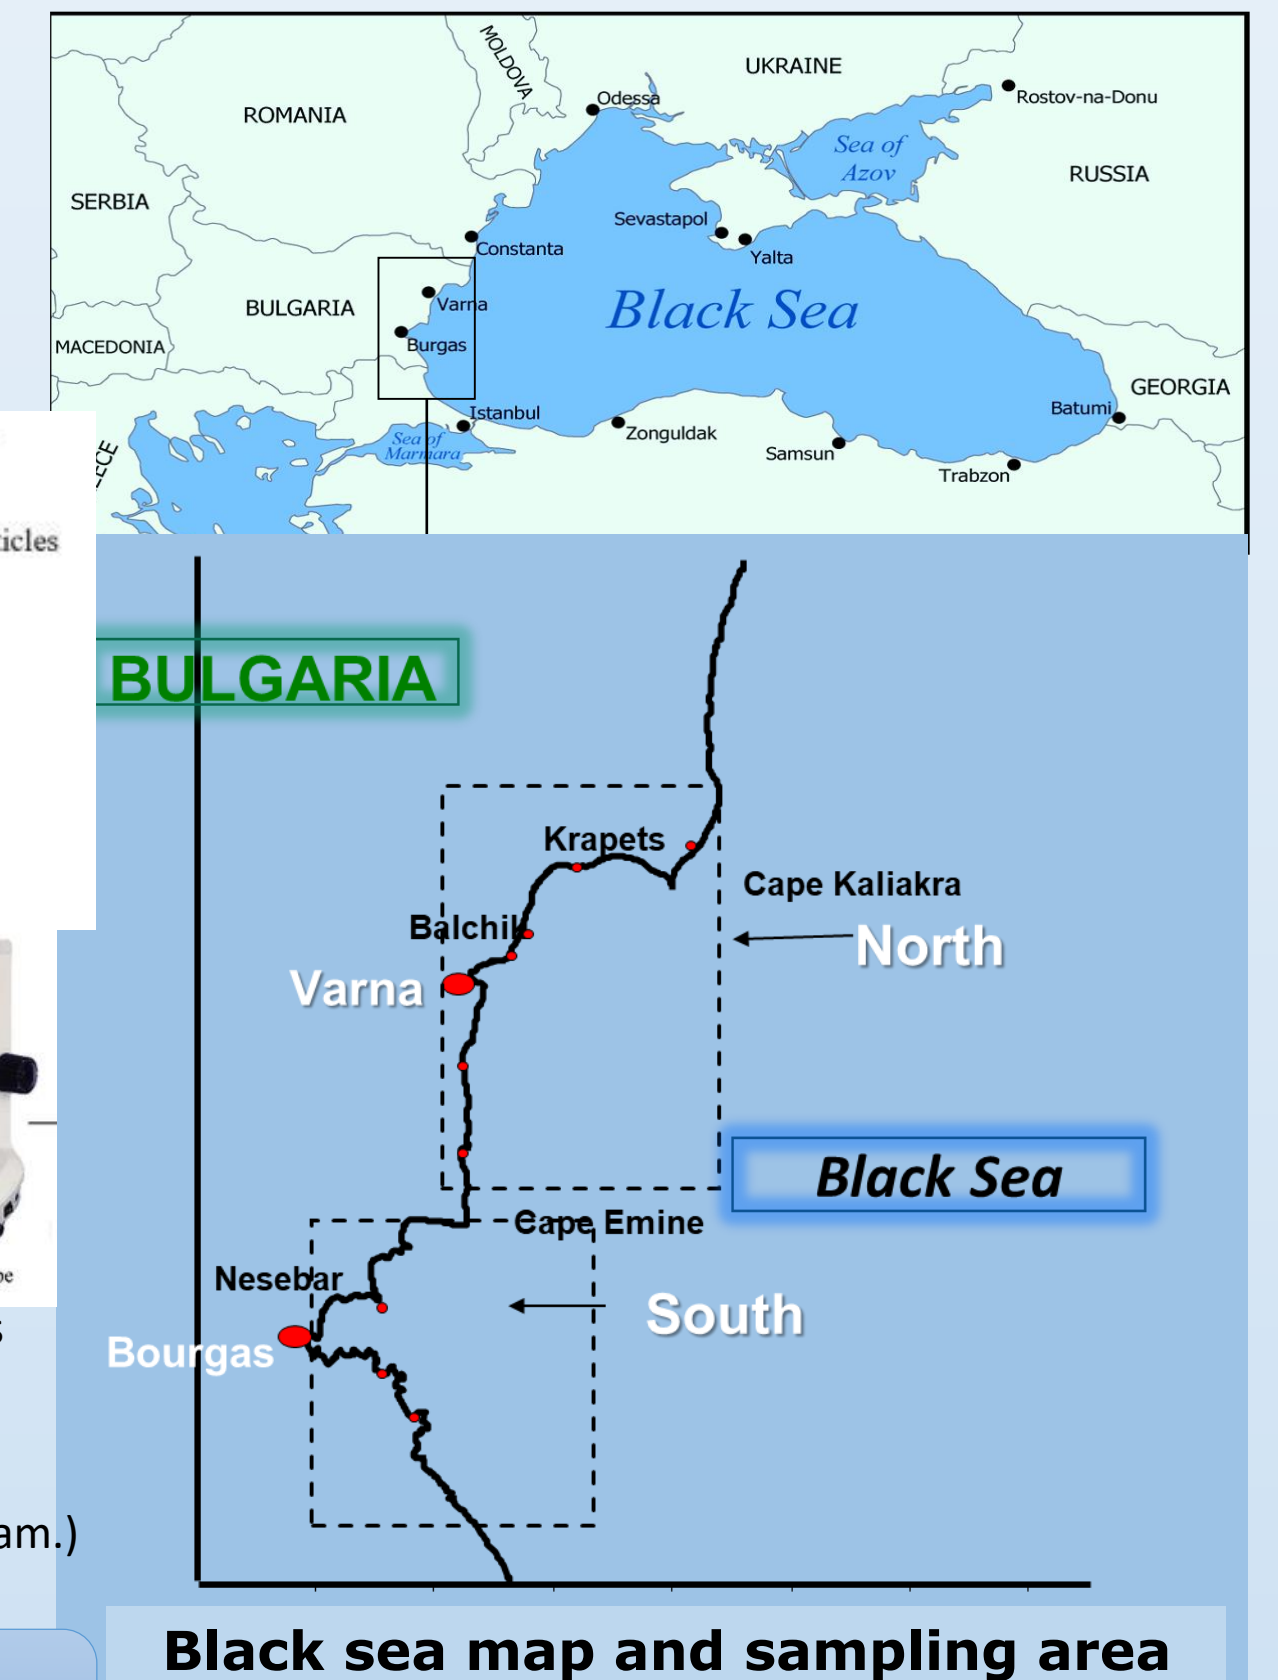 MOLDOVA
UKRAINE
Odessa
Rostov-na-Donu
ROMANIA
Sea of
Azov
RUSSIA
SERBIA
Sevastapol
Constanta
Yalta
BULGARIA
Varna
Black Sea
Burgas
MACEDONIA
GEORGIA
Batumi
Istanbul
Zonguldak
Sea of
Marmara
Samsun
Trabzon
BULGARIA
Krapets
Cape Kaliakra
Balchik
North
Varna
Black Sea
Cape Emine
Nesebar
South
Bourgas
Black sea map and sampling area